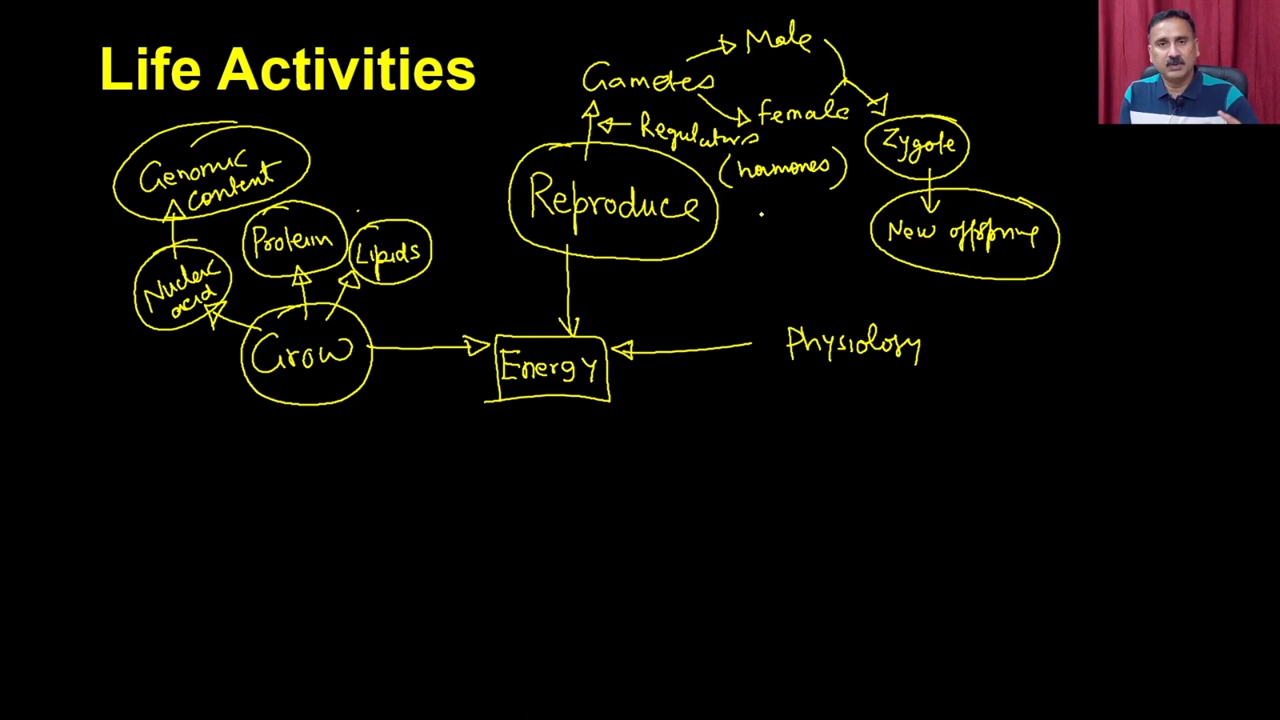 Life Activities
Gametes
Male
Female
Regulators
(hormones)
Zygote
New offspring
Genomic
content
Reproduce
Protein
Lipids
Nucleic
acid
Grow
Energy
Physiology